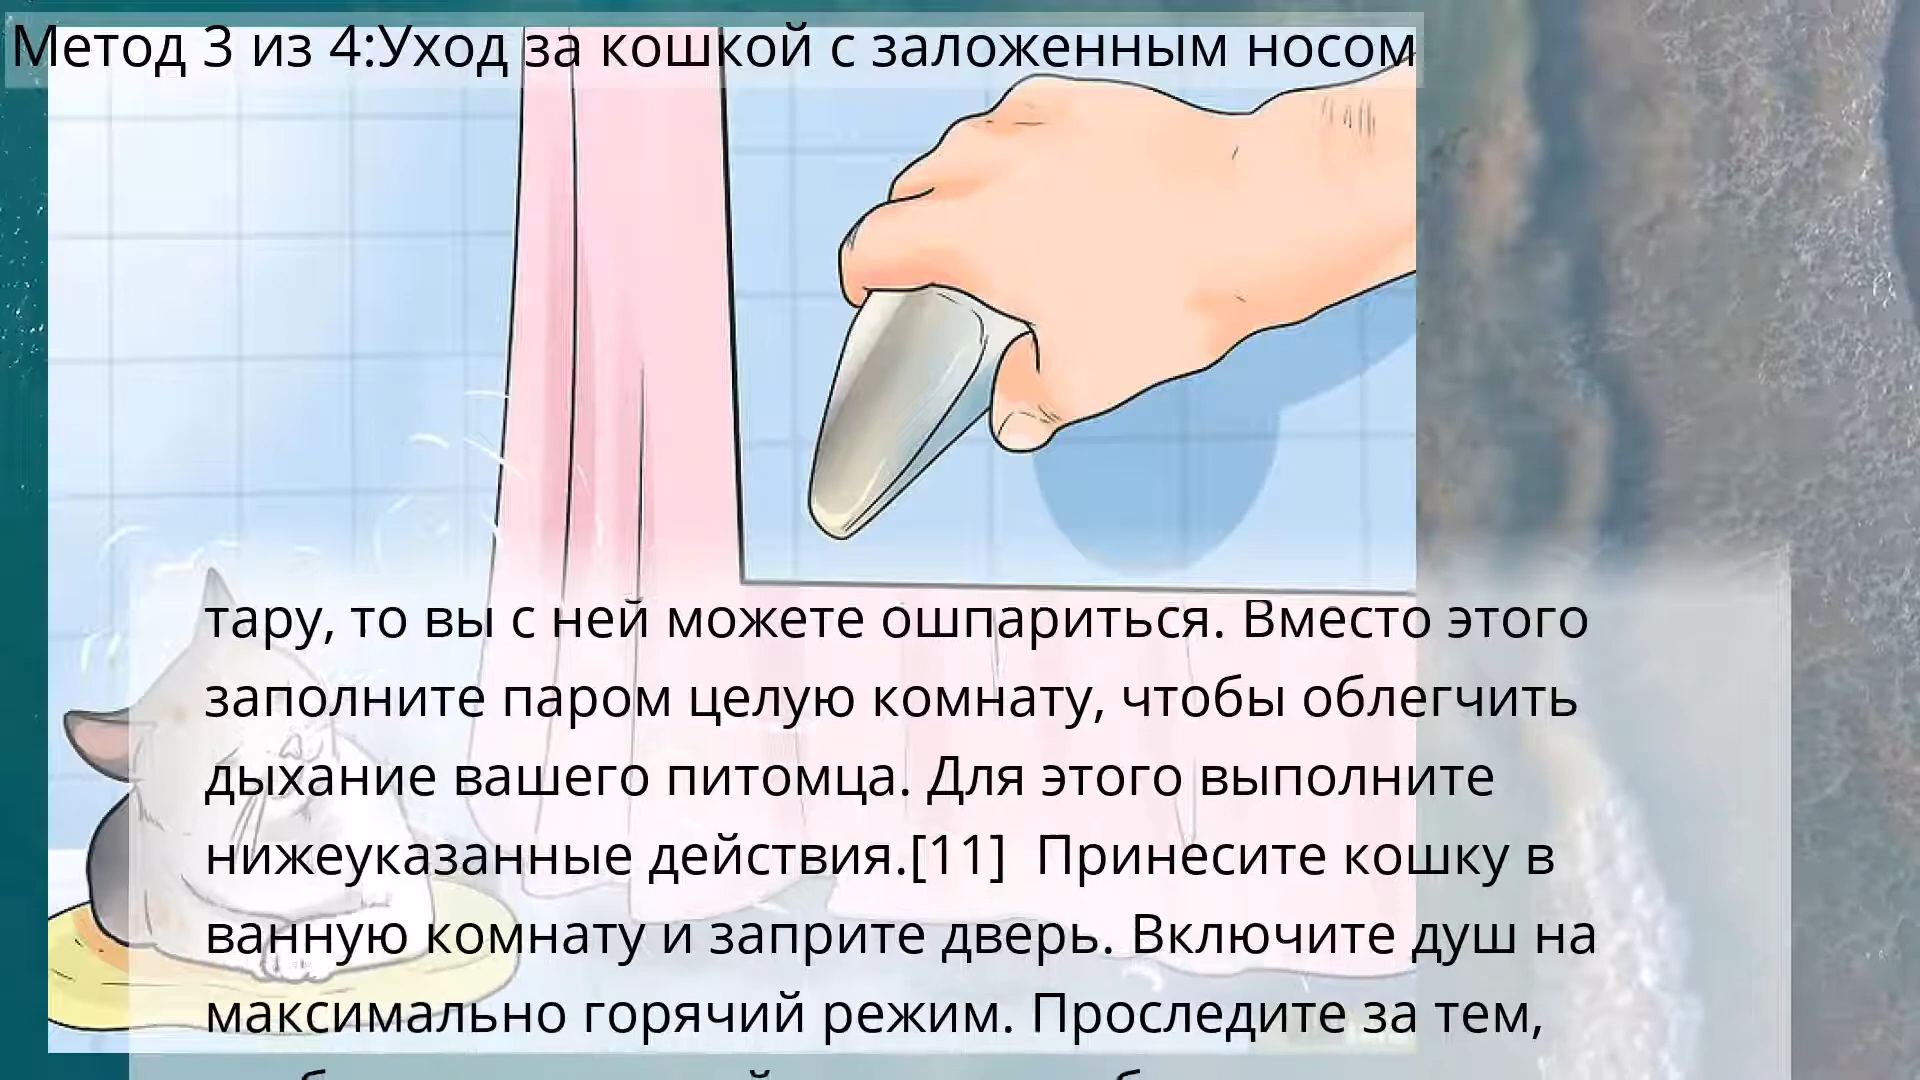 Метод 3 из 4:Уход за кошкой с заложенным носом
тару, то вы с ней можете ошпариться. Вместо этого
заполните паром целую комнату, чтобы облегчить
дыхание вашего питомца. Для этого выполните
нижеуказанные действия.[11]  Принесите кошку в
ванную комнату и заприте дверь. Включите душ на
максимально горячий режим. Проследите за тем,